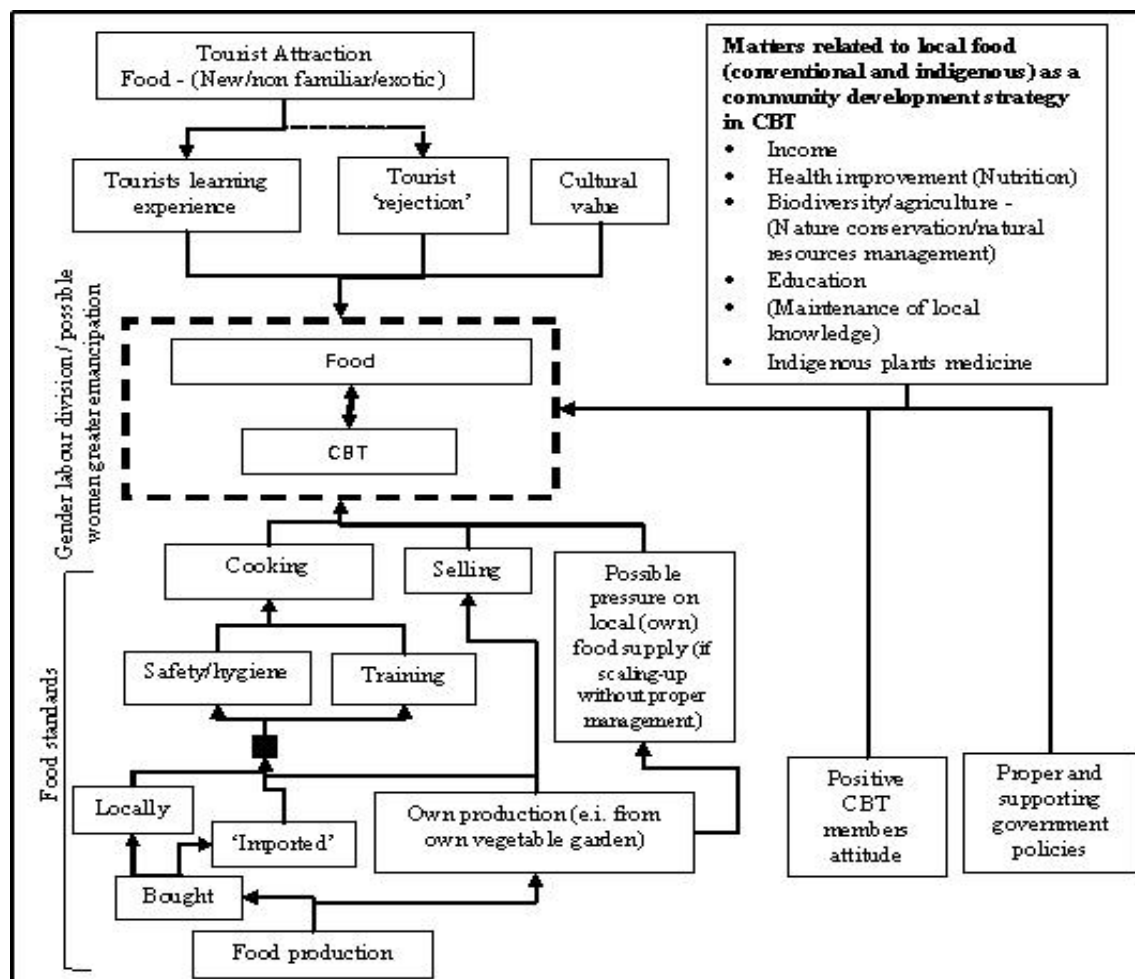 Tourist Attraction
Food - (New/non familiar/exotic)
Matters related to local food
(conventional and indigenous) as a
community development strategy
in CBT
• Income
• Health improvement (Nutrition)
• Biodiversity/agriculture -
(Nature conservation/natural
resources management)
• Education
• (Maintenance of local
knowledge)
• Indigenous plants medicine
Tourists learning
experience
Tourist
‘rejection’
Cultural
value
Gender labour division / possible
women greater emancipation
Food
CBT
Cooking
Selling
Possible
pressure on
local (own)
food supply (if
scaling-up
without proper
management)
Safety/hygiene
Training
Food standards
Locally
‘Imported’
Bought
Own production (e.i. from
own vegetable garden)
Food production
Positive
CBT
members
attitude
Proper and
supporting
government
policies